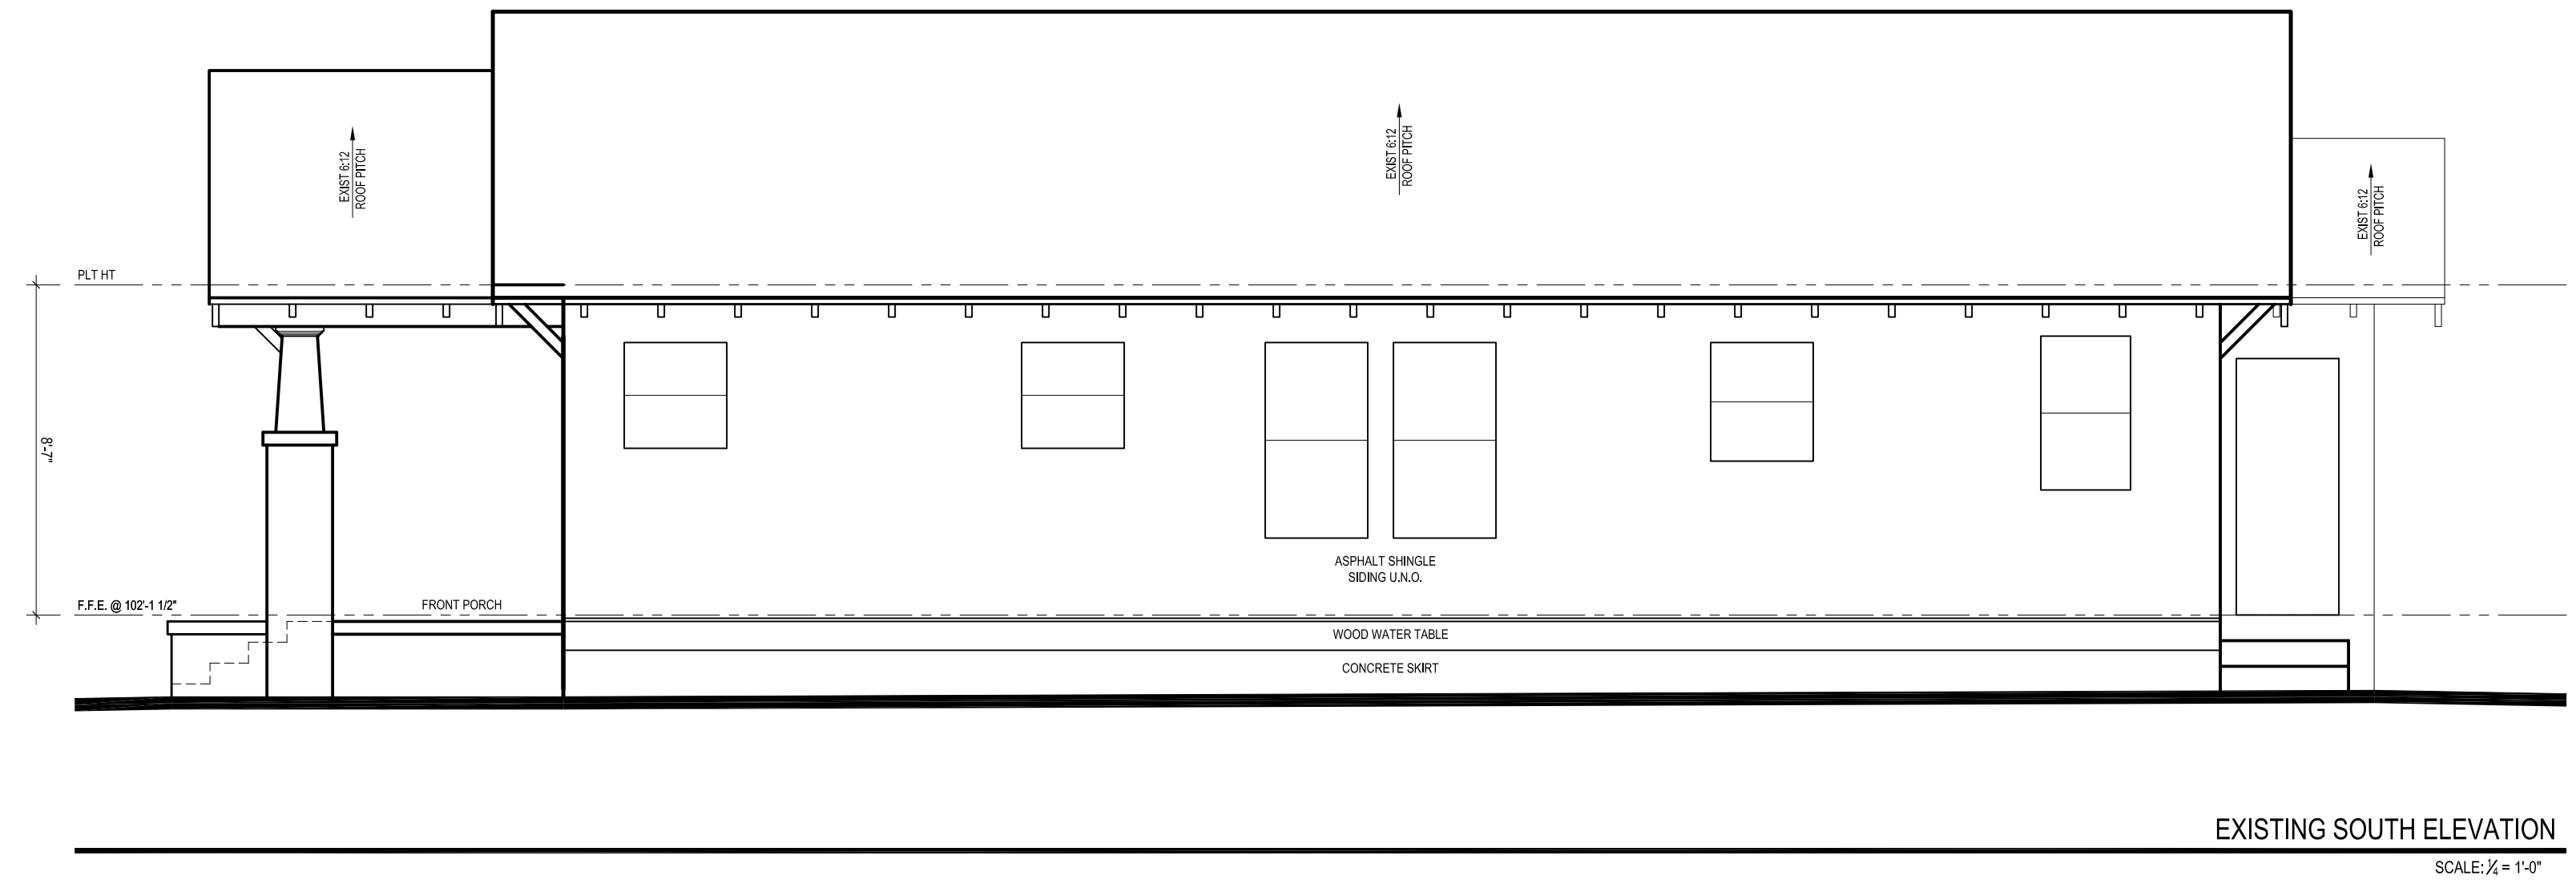 EXIST 6:12
ROOF PITCH
EXIST 6:12
ROOF PITCH
EXIST 6:12
ROOF PITCH
PLT HT
8'-7"
F.F.E. @ 102'-1 1/2"
FRONT PORCH
ASPHALT SHINGLE
SIDING U.N.O.
WOOD WATER TABLE
CONCRETE SKIRT
EXISTING SOUTH ELEVATION
SCALE: 1/4 = 1'-0"